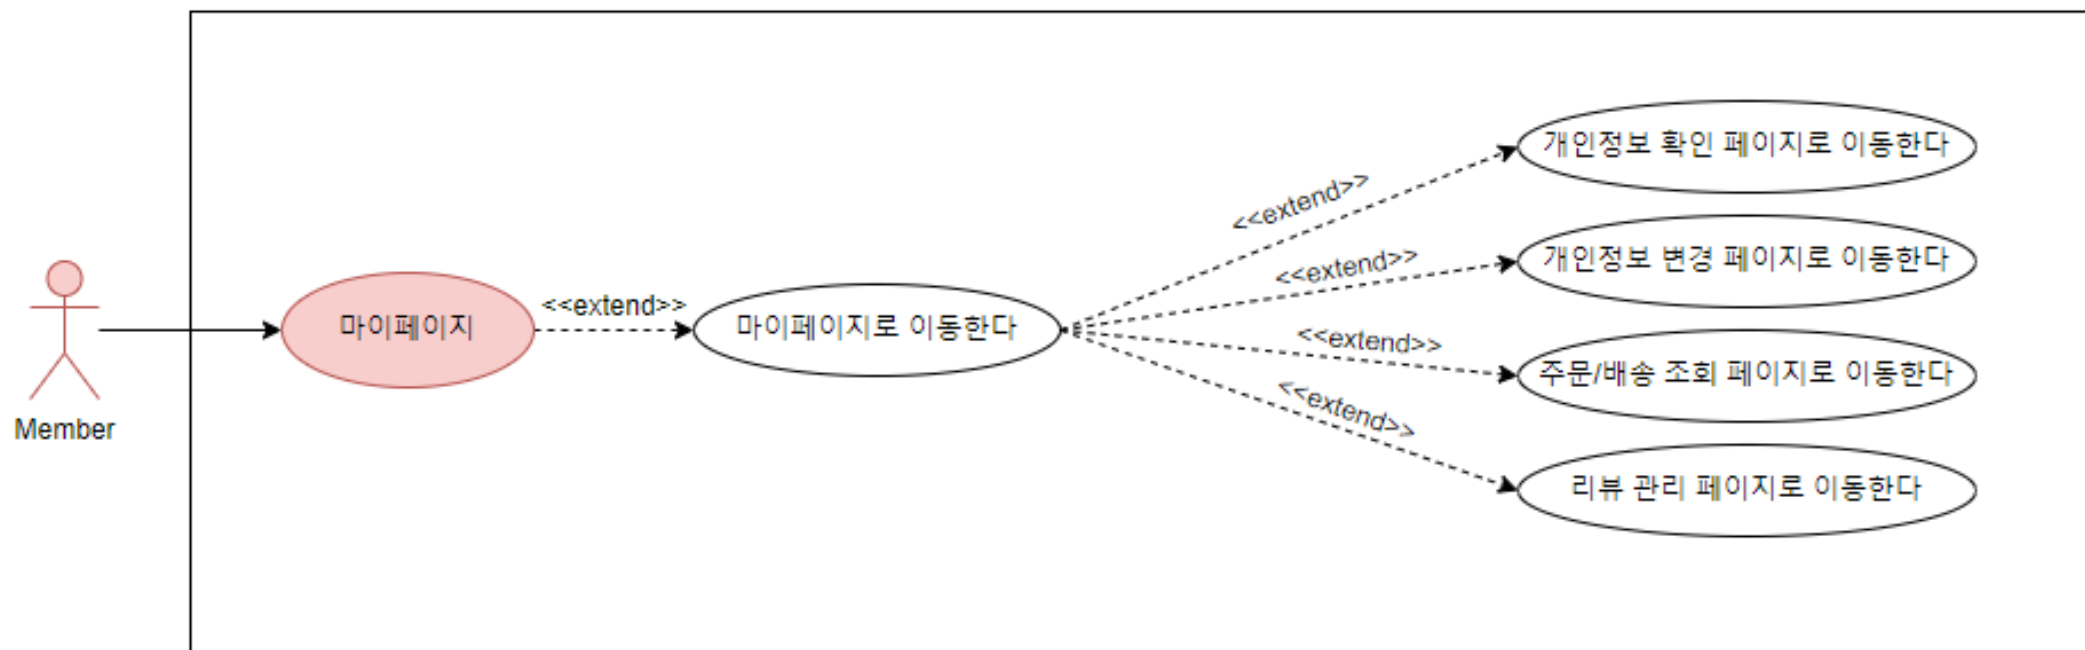 개인정보 확인 페이지로 이동한다
<<extend>>
개인정보 변경 페이지로 이동한다
<<extend>>
마이페이지
<<extend>>
마이페이지로 이동한다
<<extend>>
주문/배송 조회 페이지로 이동한다
<<extend>>
리뷰 관리 페이지로 이동한다
Member